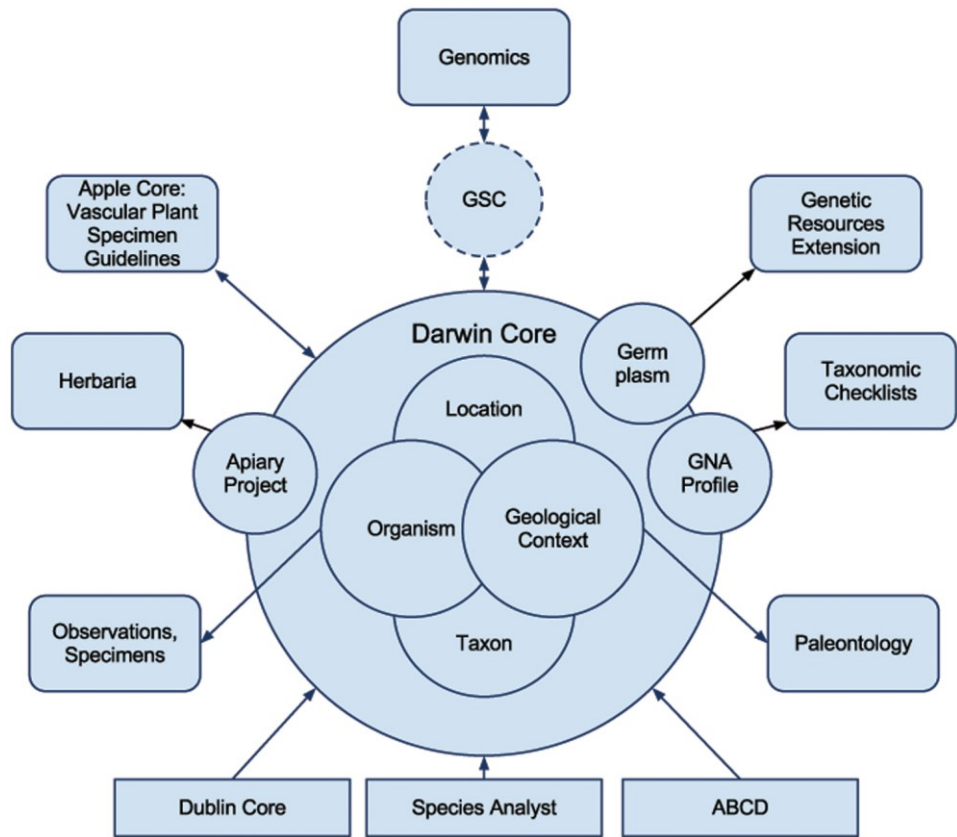 Genomics
GSC
Apple Core:
Vascular Plant
Specimen
Guidelines
Genetic
Resources
Extension
Darwin Core
Germ
plasm
Herbaria
Taxonomic
Checklists
Location
Apiary
Project
GNA
Profile
Organism
Geological
Context
Observations,
Specimens
Taxon
Paleontology
Dublin Core
Species Analyst
ABCD